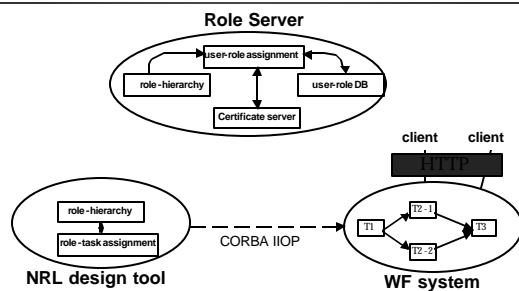 Role Server
user-role assignment
role-hierarchy
user-role DB
Certificate server
client client
HTTP
role-hierarchy
role-task assignment
CORBA IIOP
T1
T2-1
T2-2
T3
NRL design tool
WF system